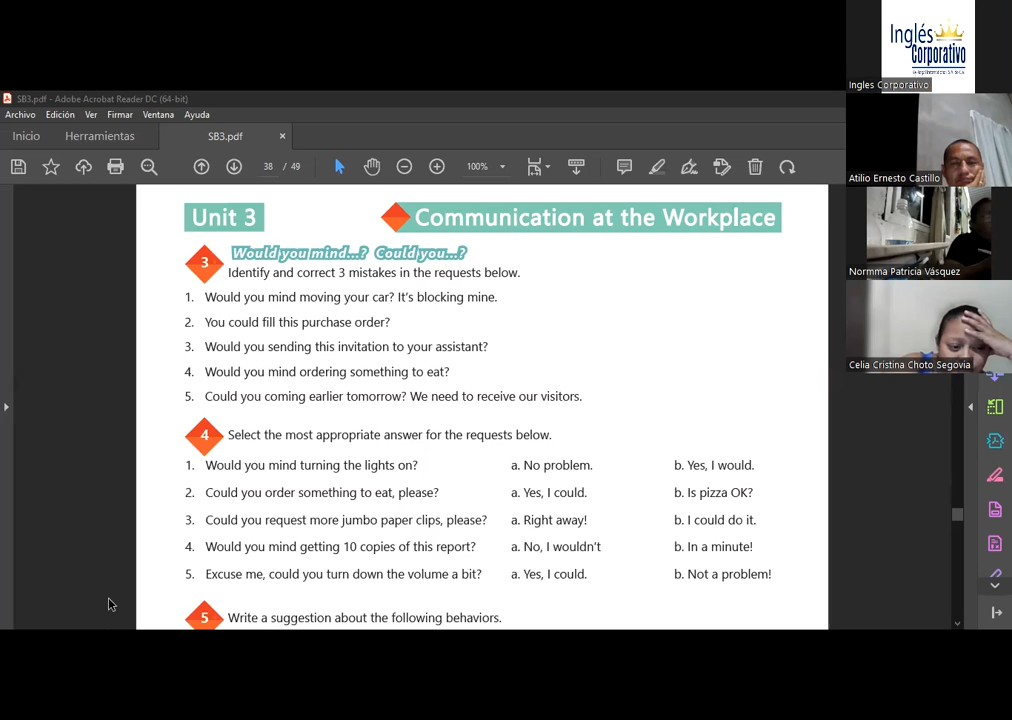 Inglés
Corporativo
Ingles Corporativo
SB3.pdf - Adobe Acrobat Reader DC (64-bit)
Archivo Edición Ver Firmar Ventana Ayuda
Inicio Herramientas SB3.pdf ×
38 / 49 100%
Atilio Ernesto Castillo
Normma Patricia Vásquez
Celia Cristina Choto Segovia
Unit 3 Communication at the Workplace
3 Would you mind...? Could you...?
Identify and correct 3 mistakes in the requests below.
1. Would you mind moving your car? It's blocking mine.
2. You could fill this purchase order?
3. Would you sending this invitation to your assistant?
4. Would you mind ordering something to eat?
5. Could you coming earlier tomorrow? We need to receive our visitors.
4 Select the most appropriate answer for the requests below.
1. Would you mind turning the lights on? a. No problem. b. Yes, I would.
2. Could you order something to eat, please? a. Yes, I could. b. Is pizza OK?
3. Could you request more jumbo paper clips, please? a. Right away! b. I could do it.
4. Would you mind getting 10 copies of this report? a. No, I wouldn't b. In a minute!
5. Excuse me, could you turn down the volume a bit? a. Yes, I could. b. Not a problem!
5 Write a suggestion about the following behaviors.